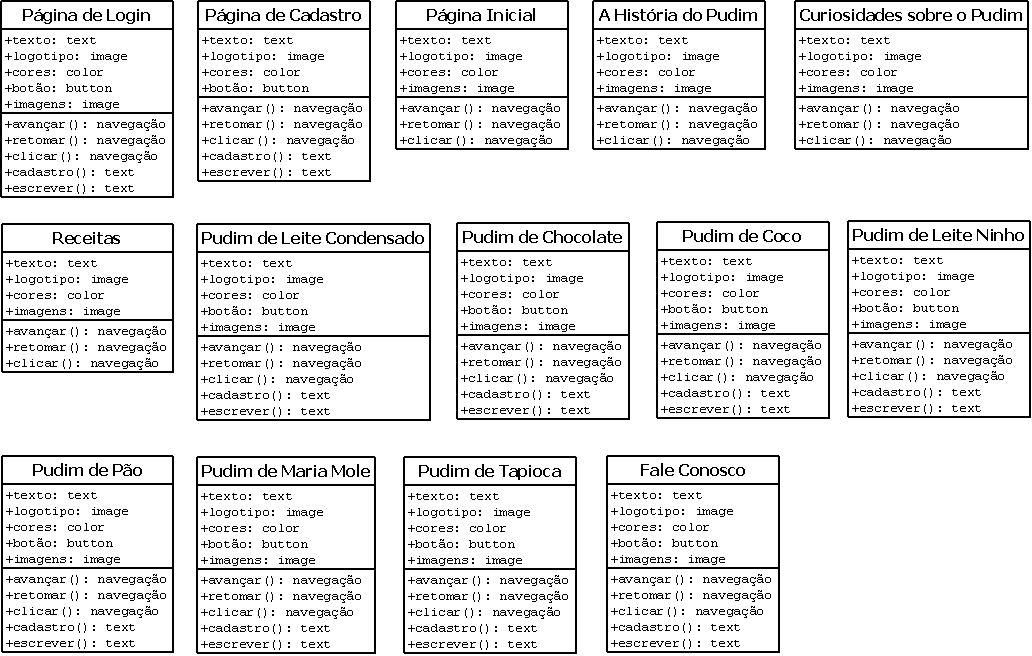 Página de Login
+texto: text
+logotipo: image
+cores: color
+botão: button
+imagens: image
+avançar(): navegação
+retomar(): navegação
+clicar(): navegação
+cadastro(): text
+escrever(): text
Página de Cadastro
+texto: text
+logotipo: image
+cores: color
+botão: button
+avançar(): navegação
+retomar(): navegação
+clicar(): navegação
+cadastro(): text
+escrever(): text
Página Inicial
+texto: text
+logotipo: image
+cores: color
+imagens: image
+avançar(): navegação
+retomar(): navegação
+clicar(): navegação
A História do Pudim
+texto: text
+logotipo: image
+cores: color
+imagens: image
+avançar(): navegação
+retomar(): navegação
+clicar(): navegação
Curiosidades sobre o Pudim
+texto: text
+logotipo: image
+cores: color
+imagens: image
+avançar(): navegação
+retomar(): navegação
+clicar(): navegação
Receitas
+texto: text
+logotipo: image
+cores: color
+imagens: image
+avançar(): navegação
+retomar(): navegação
+clicar(): navegação
Pudim de Leite Condensado
+texto: text
+logotipo: image
+cores: color
+botão: button
+imagens: image
+avançar(): navegação
+retomar(): navegação
+clicar(): navegação
+cadastro(): text
+escrever(): text
Pudim de Chocolate
+texto: text
+logotipo: image
+cores: color
+botão: button
+imagens: image
+avançar(): navegação
+retomar(): navegação
+clicar(): navegação
+cadastro(): text
+escrever(): text
Pudim de Coco
+texto: text
+logotipo: image
+cores: color
+botão: button
+imagens: image
+avançar(): navegação
+retomar(): navegação
+clicar(): navegação
+cadastro(): text
+escrever(): text
Pudim de Leite Ninho
+texto: text
+logotipo: image
+cores: color
+botão: button
+imagens: image
+avançar(): navegação
+retomar(): navegação
+clicar(): navegação
+cadastro(): text
+escrever(): text
Pudim de Pão
+texto: text
+logotipo: image
+cores: color
+botão: button
+imagens: image
+avançar(): navegação
+retomar(): navegação
+clicar(): navegação
+cadastro(): text
+escrever(): text
Pudim de Maria Mole
+texto: text
+logotipo: image
+cores: color
+botão: button
+imagens: image
+avançar(): navegação
+retomar(): navegação
+clicar(): navegação
+cadastro(): text
+escrever(): text
Pudim de Tapioca
+texto: text
+logotipo: image
+cores: color
+botão: button
+imagens: image
+avançar(): navegação
+retomar(): navegação
+clicar(): navegação
+cadastro(): text
+escrever(): text
Fale Conosco
+texto: text
+logotipo: image
+cores: color
+botão: button
+imagens: image
+avançar(): navegação
+retomar(): navegação
+clicar(): navegação
+cadastro(): text
+escrever(): text